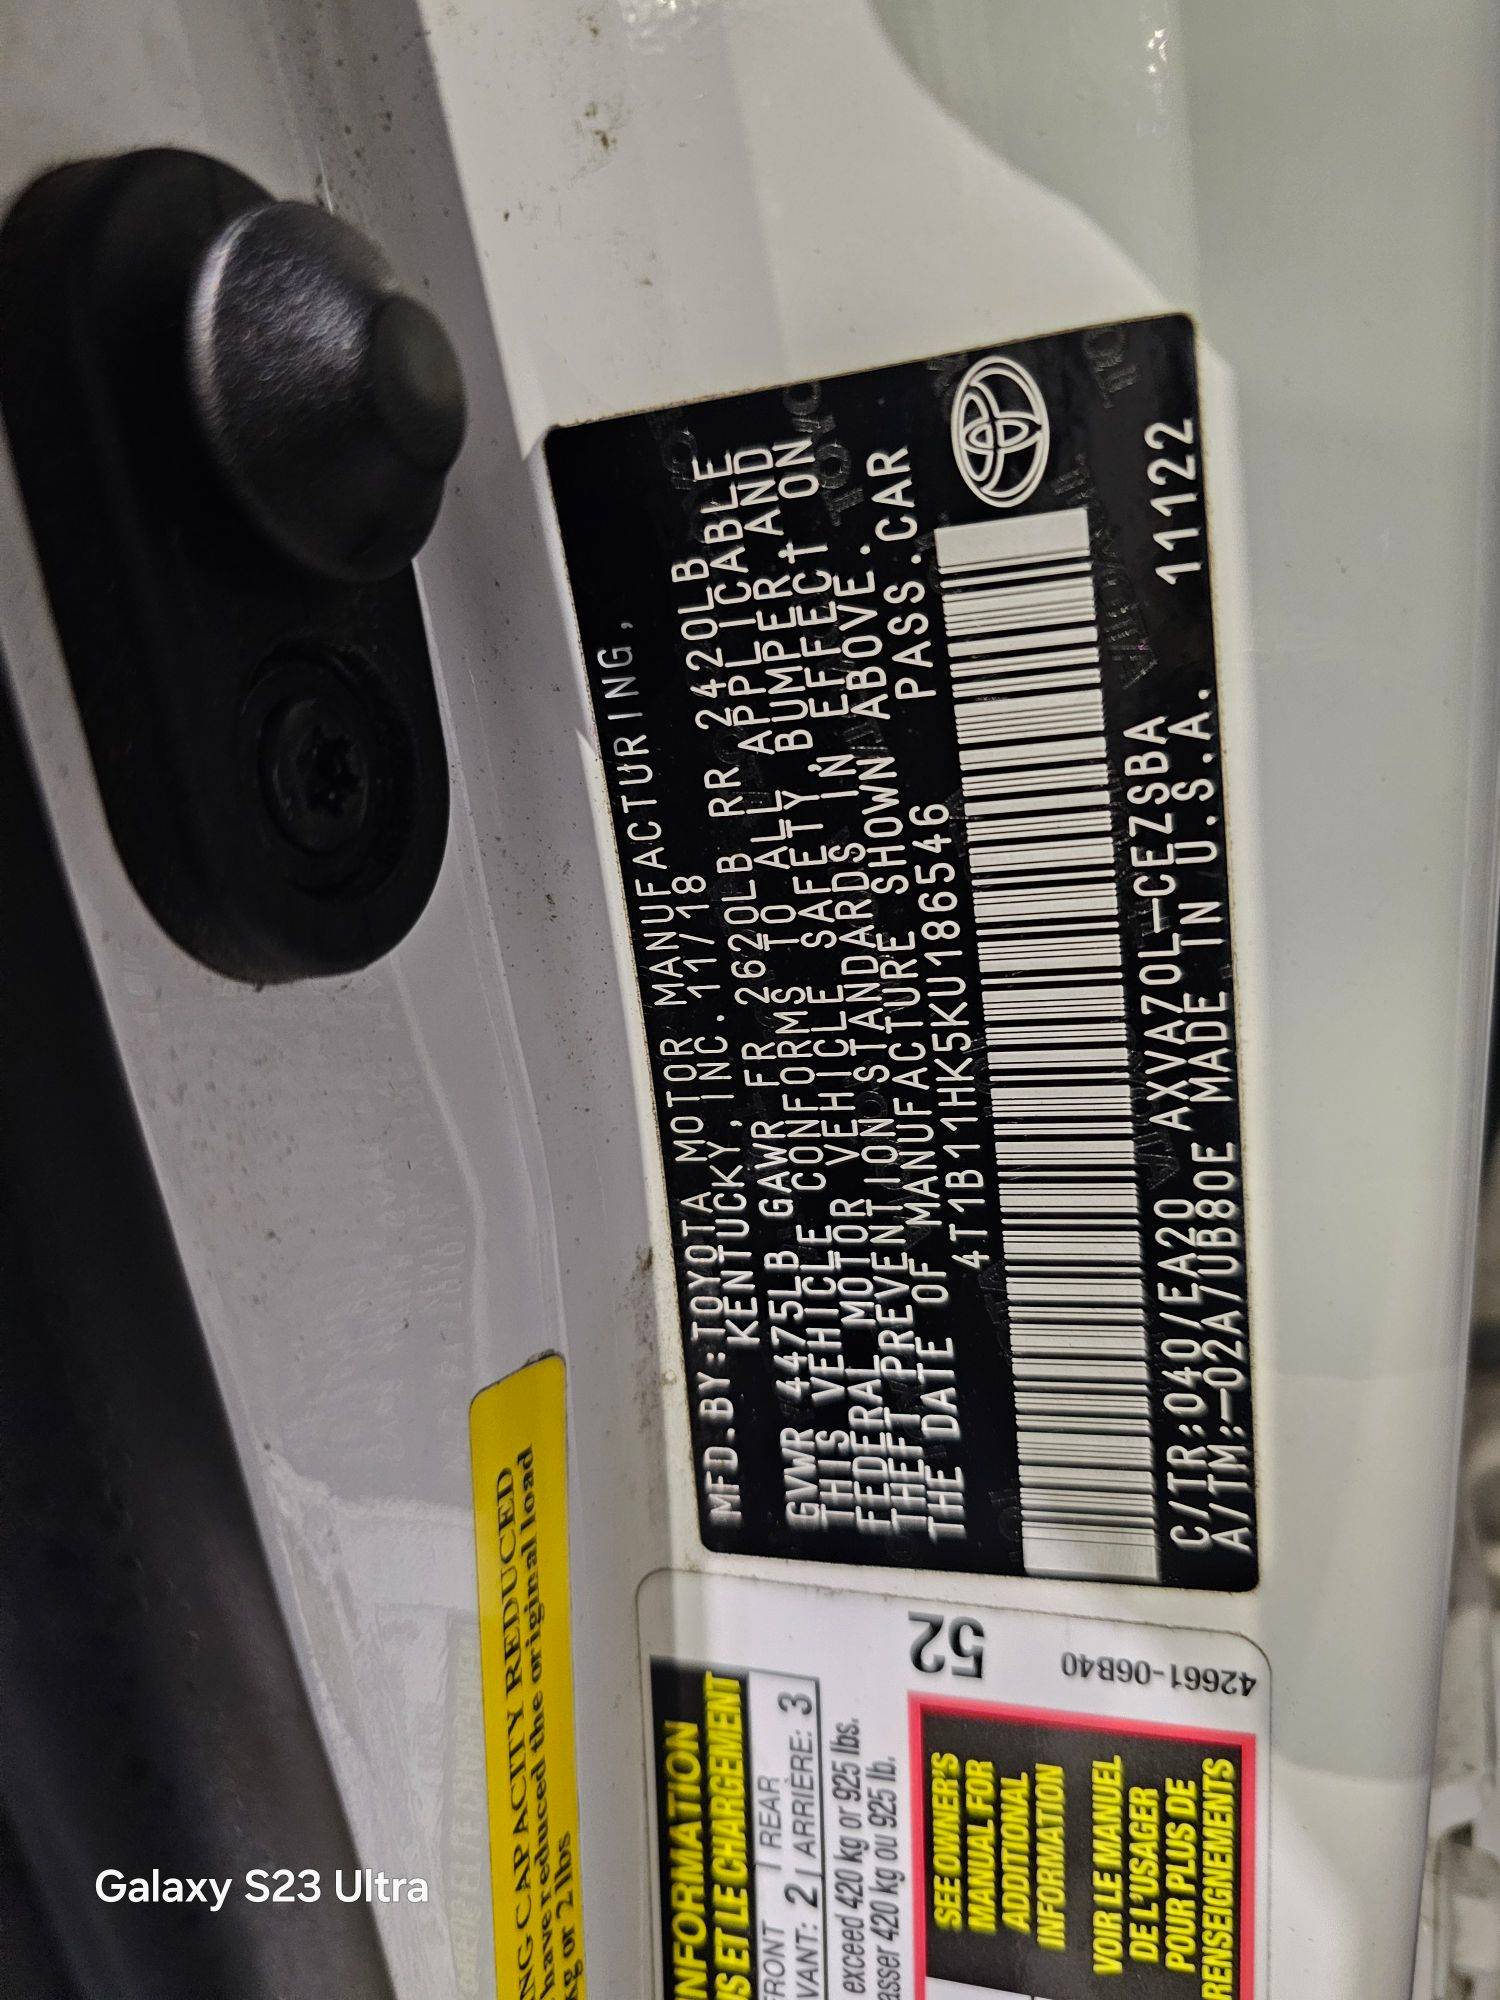 MFD.BY:TOYOTA MOTOR MANUFACTURING,
KENTUCKY, INC. 11/18
GVWR 4475LB GAWR FR 2620LB RR 2420LB
THIS VEHICLE CONFORMS TO ALL APPLICABLE
FEDERAL MOTOR VEHICLE SAFETY, BUMPER AND
THEFT PREVENTION STANDARDS IN EFFECT ON
THE DATE OF MANUFACTURE SHOWN ABOVE.
4T1B11HK5KU186546 PASS.CAR
C/TR:040/EA20 AXVA70L-CEZSBA
A/TM:-02A/UB80E MADE IN U.S.A. 11122
CAPACITY REDUCED
have reduced the original load
kg or 2 lbs
INFORMATION
ET LE CHARGEMENT
FRONT REAR
2 ARRIÈRE: 3
exceed 420 kg or 925 lbs.
420 kg ou 925 lb.
52
42661-06B40
SEE OWNER'S
MANUAL FOR
ADDITIONAL
INFORMATION
VOIR LE MANUEL
DE L'USAGER
POUR PLUS DE
RENSEIGNEMENTS
Galaxy S23 Ultra